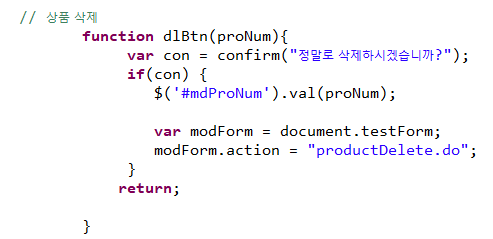 // 상품 삭제
function dlBtn(proNum){
var con = confirm("정말로 삭제하시겠습니까?");
if(con) {
$('#mdProNum').val(proNum);
var modForm = document.testForm;
modForm.action = "productDelete.do";
}
return;
}